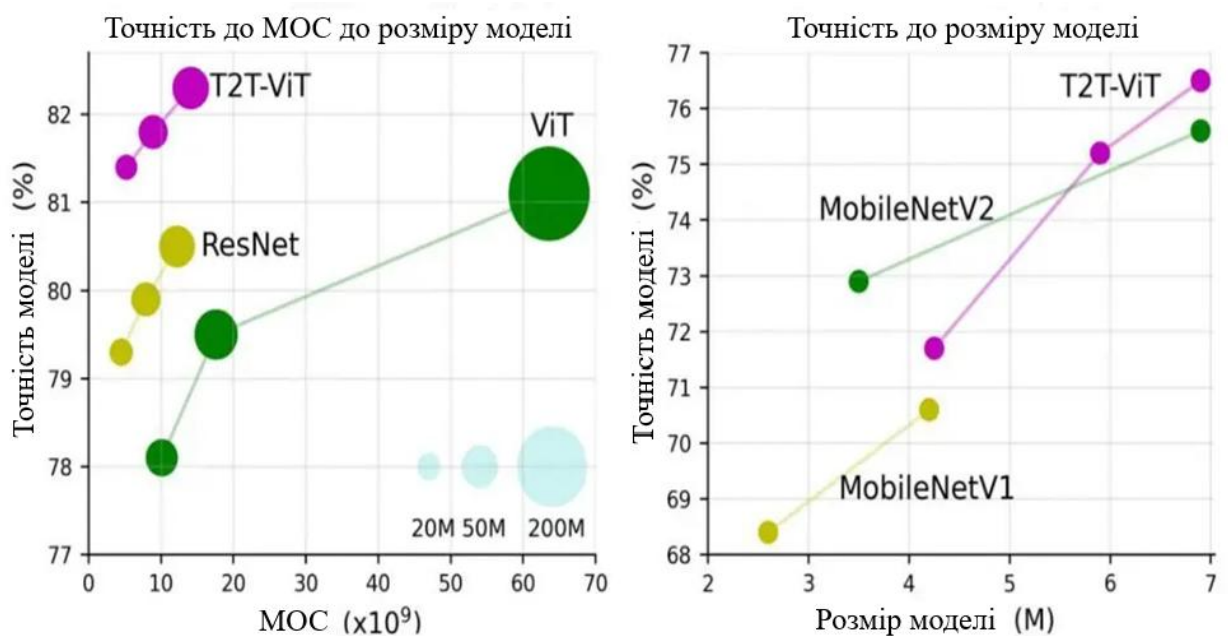 Точність до МОС до розміру моделі
Точність моделі (%)
82
81
80
79
78
77
T2T-ViT
ViT
ResNet
20M 50M 200M
0 10 20 30 40 50 60 70
МОС (x10⁹)
Точність до розміру моделі
Точність моделі (%)
77
76
75
74
73
72
71
70
69
68
T2T-ViT
MobileNetV2
MobileNetV1
2 3 4 5 6 7
Розмір моделі (M)